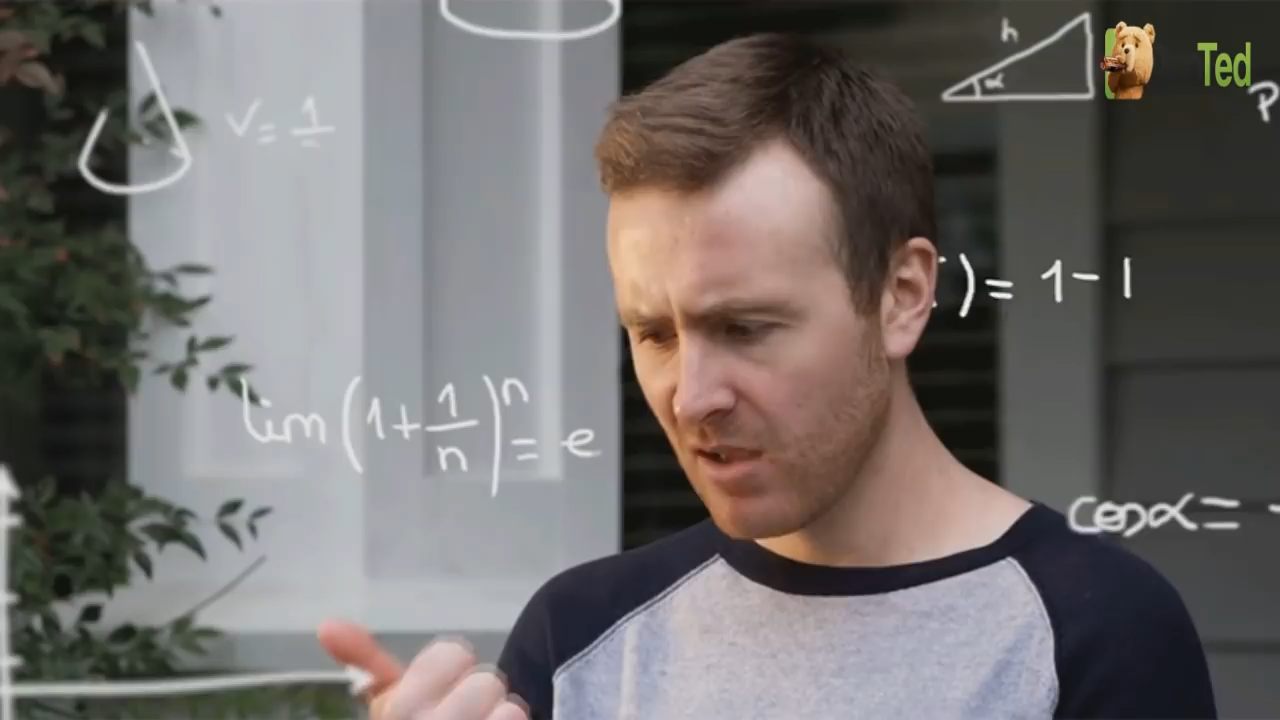 h
α
Ted
P
V = 1
) = 1 - 1
lim (1 + 1/n)^n = e
cos α =